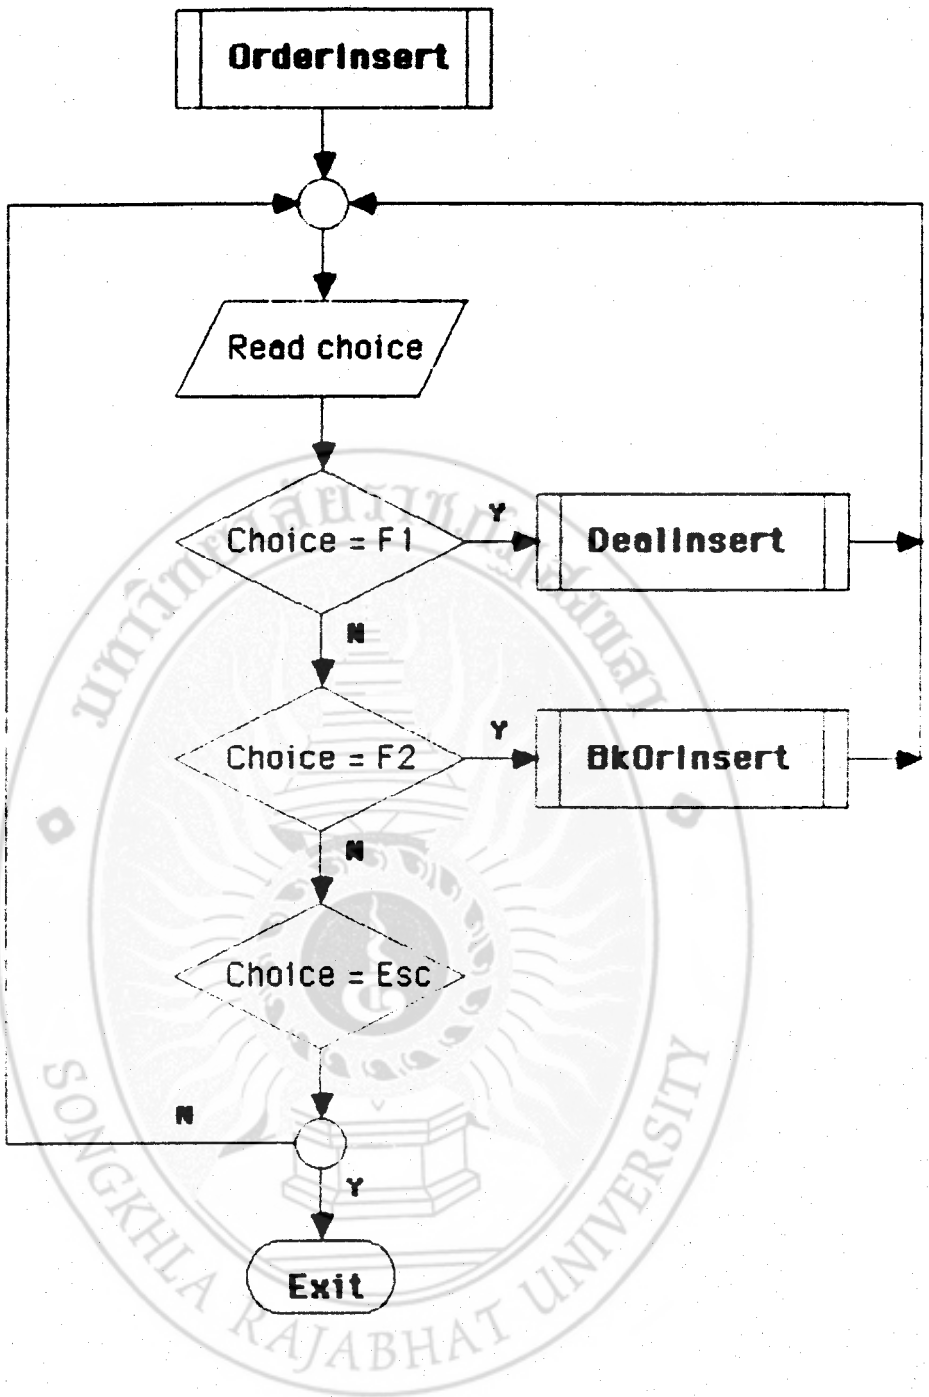 OrderInsert
Read choice
Choice = F1
Y
DealInsert
N
Choice = F2
Y
BkOrInsert
N
Choice = Esc
N
Y
Exit
SONGKHLA RAJABHAT UNIVERSITY